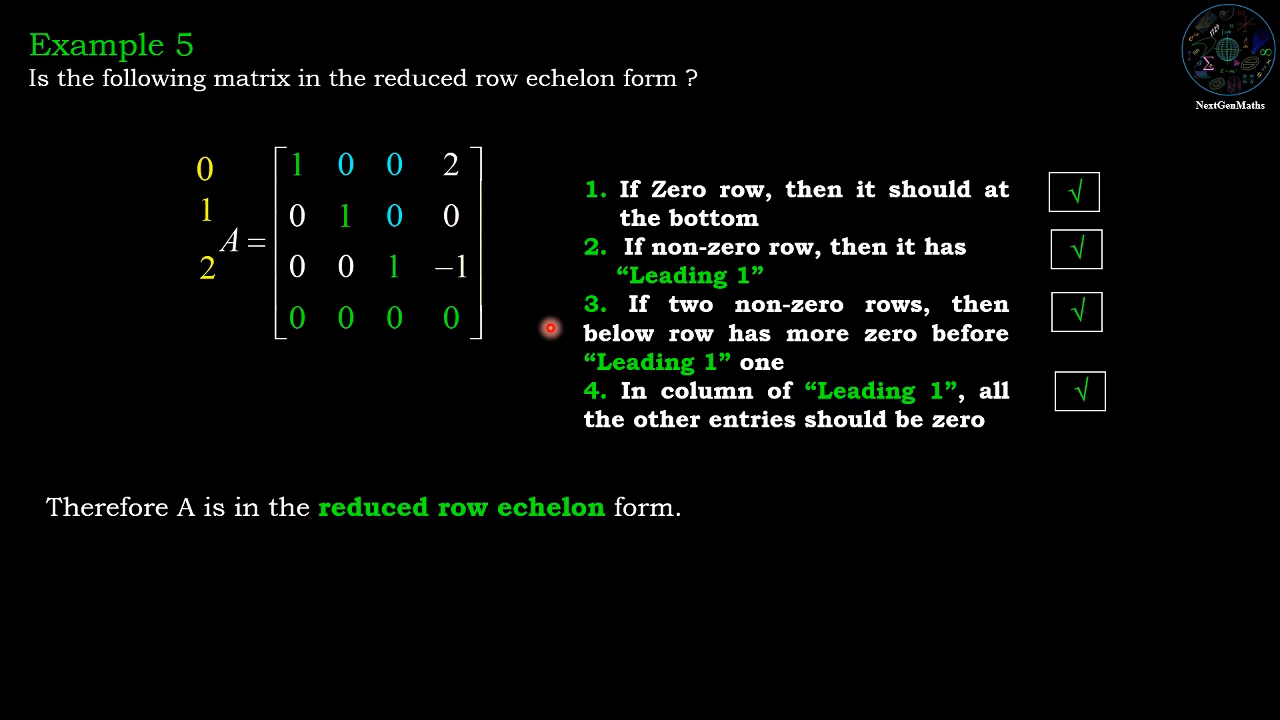 Example 5
Is the following matrix in the reduced row echelon form ?
NextGenMaths
0
1
2
A =
1 0 0 2
0 1 0 0
0 0 1 −1
0 0 0 0
1. If Zero row, then it should at
the bottom
√
2. If non-zero row, then it has
“Leading 1”
√
3. If two non-zero rows, then
below row has more zero before
“Leading 1” one
√
4. In column of “Leading 1”, all
the other entries should be zero
√
Therefore A is in the reduced row echelon form.